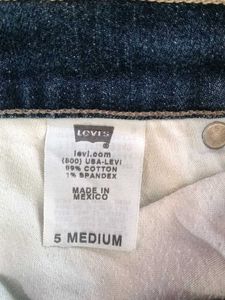 LEVI'S
levi.com
(800) USA-LEVI
99% COTTON
1% SPANDEX
MADE IN
MEXICO
5 MEDIUM